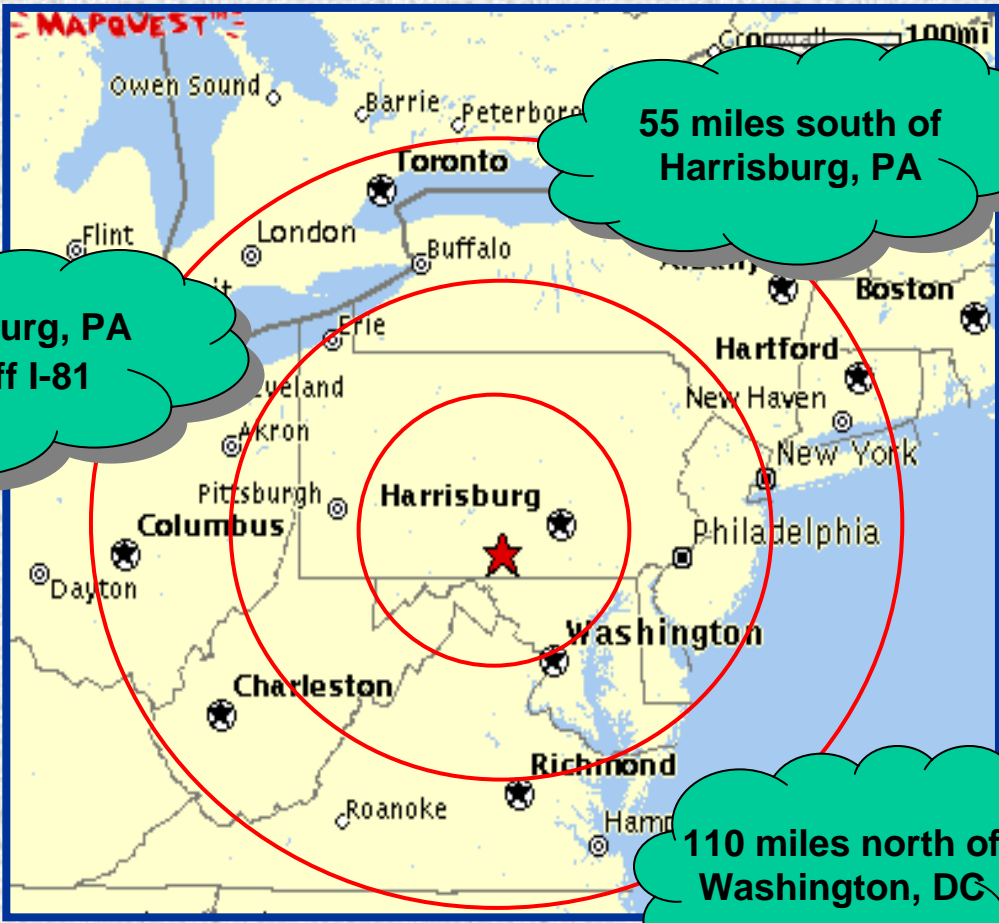 MAPQUEST™
100mi
Owen Sound
Barrie
55 miles south of
Harrisburg, PA
Toronto
Flint
London
Buffalo
Boston
Erie
urg, PA
ff I-81
Hartford
New Haven
Akron
New York
Pittsburgh
Harrisburg
Columbus
Philadelphia
Dayton
Washington
Charleston
Richmond
Roanoke
110 miles north of
Washington, DC